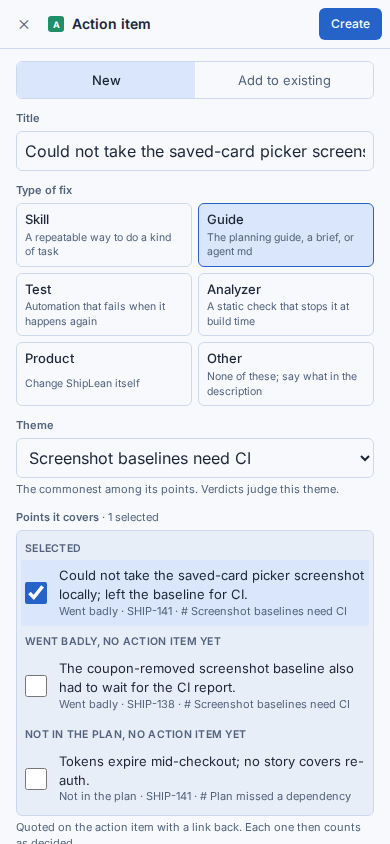 × A Action item Create
New Add to existing
Title
Could not take the saved-card picker screens
Type of fix
Skill
A repeatable way to do a kind
of task
Guide
The planning guide, a brief, or
agent md
Test
Automation that fails when it
happens again
Analyzer
A static check that stops it at
build time
Product
Change ShipLean itself
Other
None of these; say what in the
description
Theme
Screenshot baselines need CI
The commonest among its points. Verdicts judge this theme.
Points it covers · 1 selected
SELECTED
Could not take the saved-card picker screenshot
locally; left the baseline for CI.
Went badly · SHIP-141 · # Screenshot baselines need CI
WENT BADLY, NO ACTION ITEM YET
The coupon-removed screenshot baseline also
had to wait for the CI report.
Went badly · SHIP-138 · # Screenshot baselines need CI
NOT IN THE PLAN, NO ACTION ITEM YET
Tokens expire mid-checkout; no story covers re-
auth.
Not in the plan · SHIP-141 · # Plan missed a dependency
Quoted on the action item with a link back. Each one then counts
as decided.